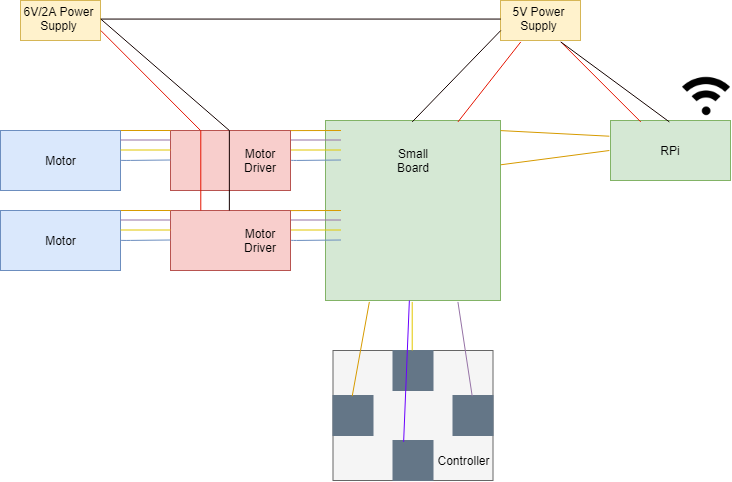 6V/2A Power
Supply
5V Power
Supply
Motor
Motor
Driver
Small
Board
RPi
Motor
Motor
Driver
Controller